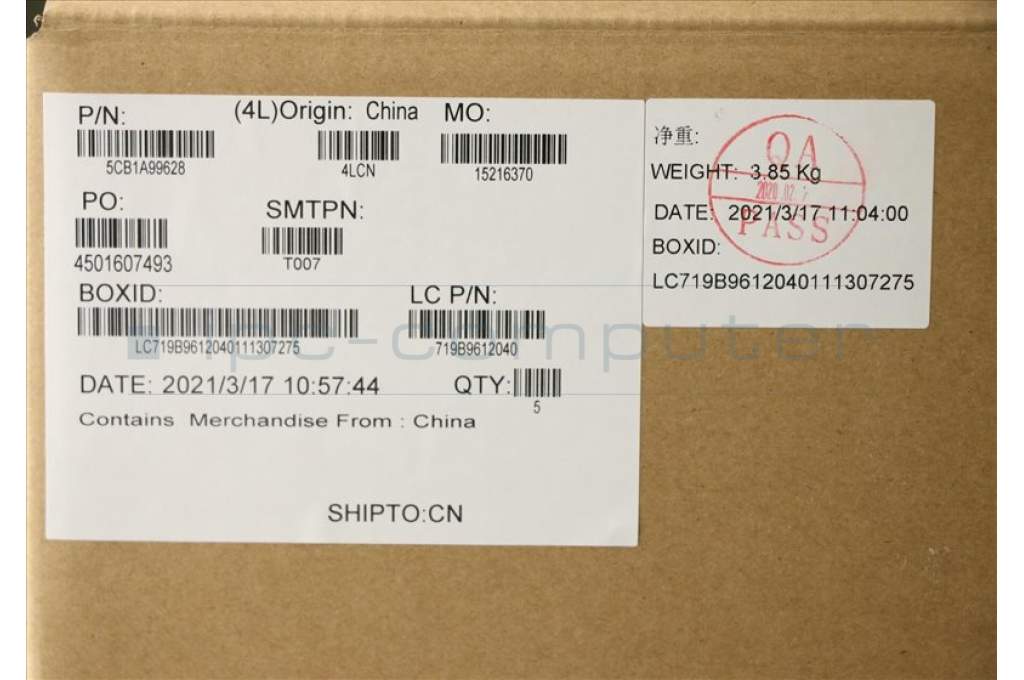 P/N:
(4L)Origin: China
MO:
5CB1A99628
4LCN
15216370
PO:
SMTPN:
4501607493
T007
BOXID:
LC P/N:
LC719B9612040111307275
719B9612040
DATE: 2021/3/17 10:57:44
QTY:
5
Contains Merchandise From : China
SHIPTO:CN
净重:
WEIGHT: 3.85 Kg
DATE: 2021/3/17 11:04:00
BOXID:
LC719B9612040111307275
QA
PASS
ipc-computer